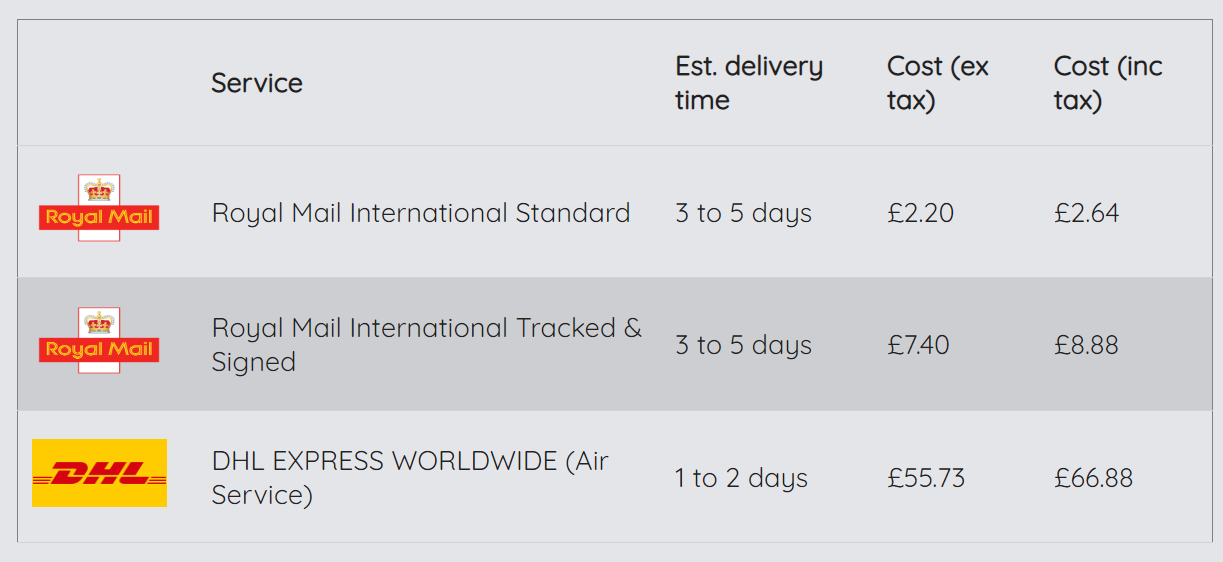 Service
Est. delivery
time
Cost (ex
tax)
Cost (inc
tax)
Royal Mail
Royal Mail International Standard
3 to 5 days
£2.20
£2.64
Royal Mail
Royal Mail International Tracked &
Signed
3 to 5 days
£7.40
£8.88
DHL
DHL EXPRESS WORLDWIDE (Air
Service)
1 to 2 days
£55.73
£66.88